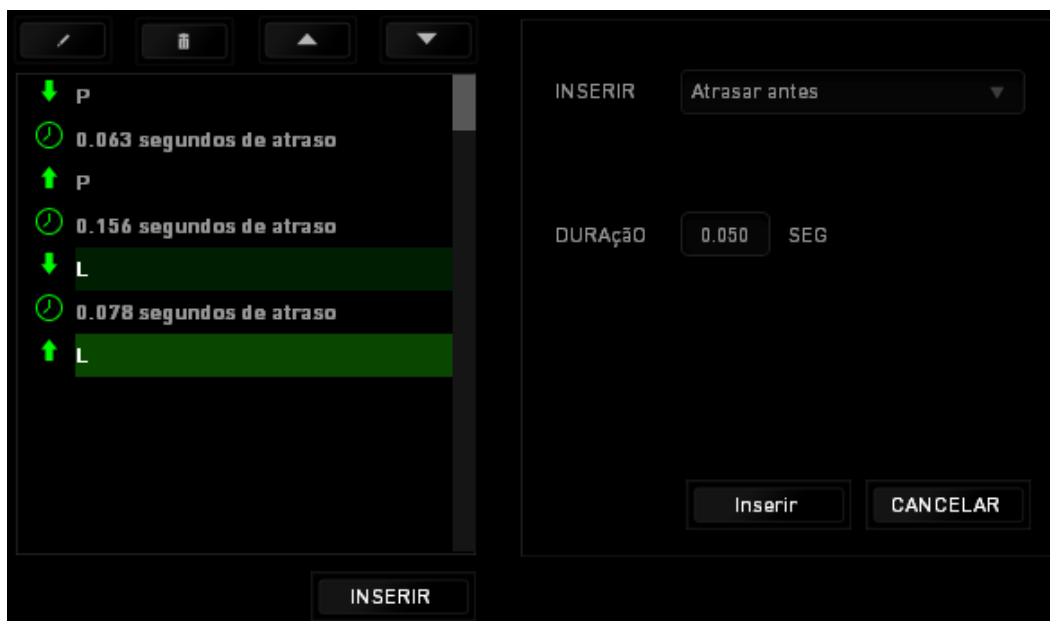 P
0.063 segundos de atraso
P
0.156 segundos de atraso
L
0.078 segundos de atraso
L
INSERIR
INSERIR Atrasar antes
DURAçãO 0.050 SEG
Inserir CANCELAR